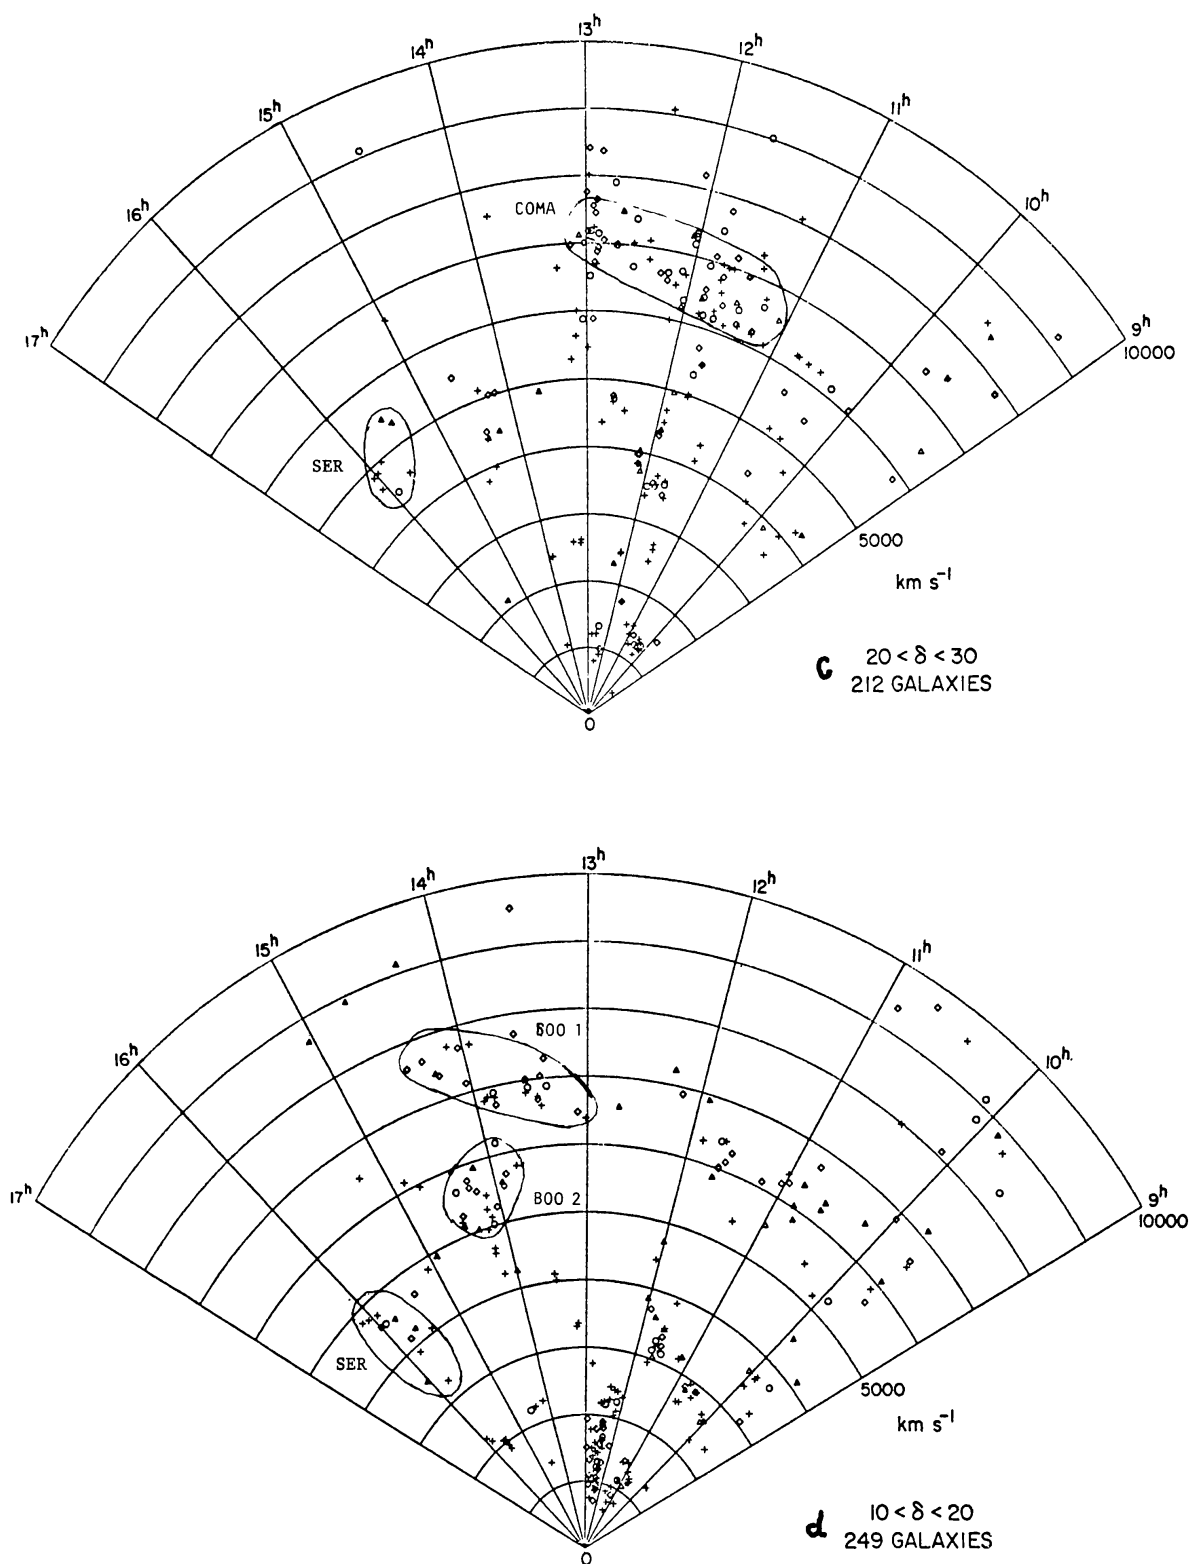 13h
14h
12h
15h
11h
16h
10h
COMA
17h
9h
10000
SER
5000
km s⁻¹
C
20 < δ < 30
212 GALAXIES
0
13h
14h
12h
15h
11h
BOO 1
16h
10h.
BOO 2
17h
9h
10000
SER
5000
km s⁻¹
d
10 < δ < 20
249 GALAXIES
0